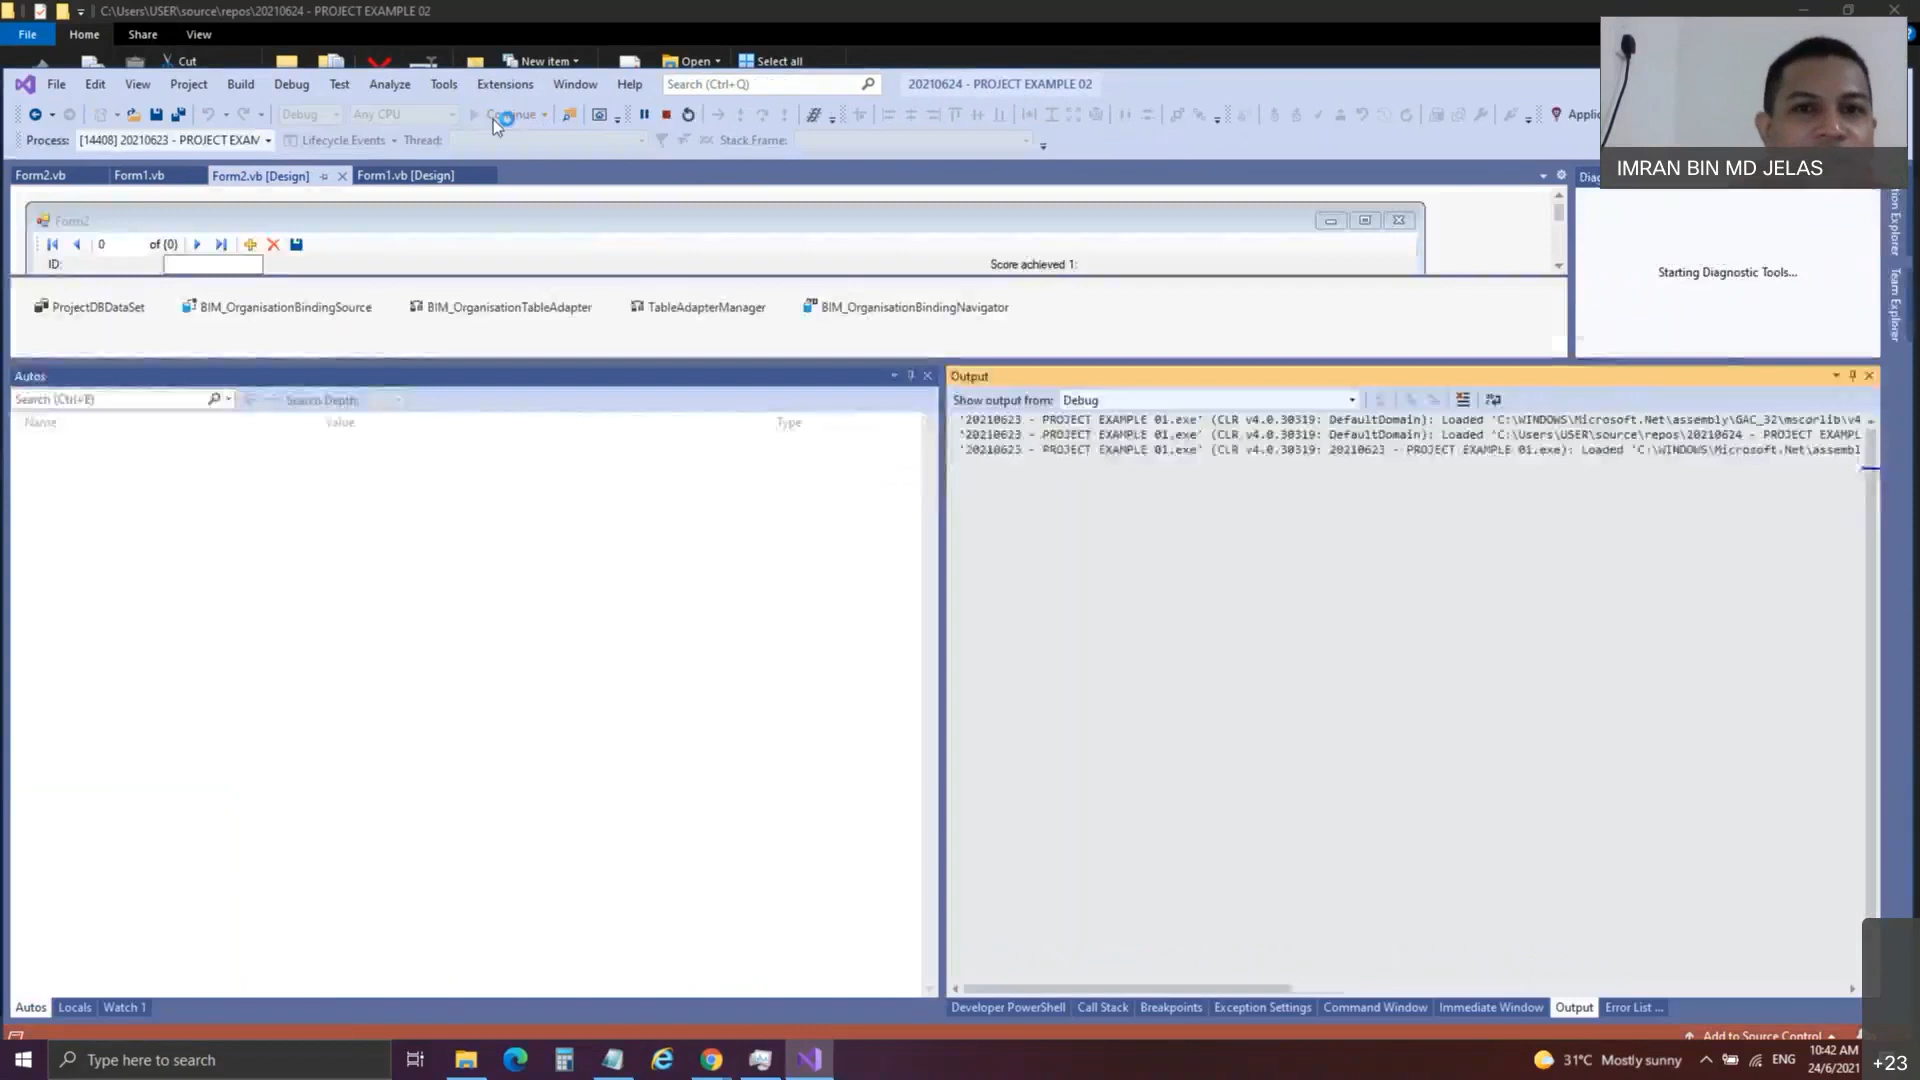 C:\Users\USER\source\repos\20210624 - PROJECT EXAMPLE 02
File Home Share View
Cut New item Open Select all
File Edit View Project Build Debug Test Analyze Tools Extensions Window Help Search (Ctrl+Q) 20210624 - PROJECT EXAMPLE 02
Debug Any CPU Continue Applic
Process: [14408] 20210623 - PROJECT EXAM Lifecycle Events Thread: Stack Frame:
IMRAN BIN MD JELAS
Form2.vb Form1.vb Form2.vb [Design] Form1.vb [Design] Diag
Form2
0 of {0}
ID: Score achieved 1:
Starting Diagnostic Tools...
tion Explorer
Team Explorer
ProjectDBDataSet BIM_OrganisationBindingSource BIM_OrganisationTableAdapter TableAdapterManager BIM_OrganisationBindingNavigator
Autos
Search (Ctrl+E) Search Depth:
Name Value Type
Output
Show output from: Debug
'20210623 - PROJECT EXAMPLE 01.exe' (CLR v4.0.30319: DefaultDomain): Loaded 'C:\WINDOWS\Microsoft.Net\assembly\GAC_32\mscorlib\v4
'20210623 - PROJECT EXAMPLE 01.exe' (CLR v4.0.30319: DefaultDomain): Loaded 'C:\Users\USER\source\repos\20210624 - PROJECT EXAMPL
'20210623 - PROJECT EXAMPLE 01.exe' (CLR v4.0.30319: 20210623 - PROJECT EXAMPLE 01.exe): Loaded 'C:\WINDOWS\Microsoft.Net\assembl
Autos Locals Watch 1
Developer PowerShell Call Stack Breakpoints Exception Settings Command Window Immediate Window Output Error List ...
Add to Source Control
Type here to search
31°C Mostly sunny ENG 10:42 AM
24/6/2021
+23